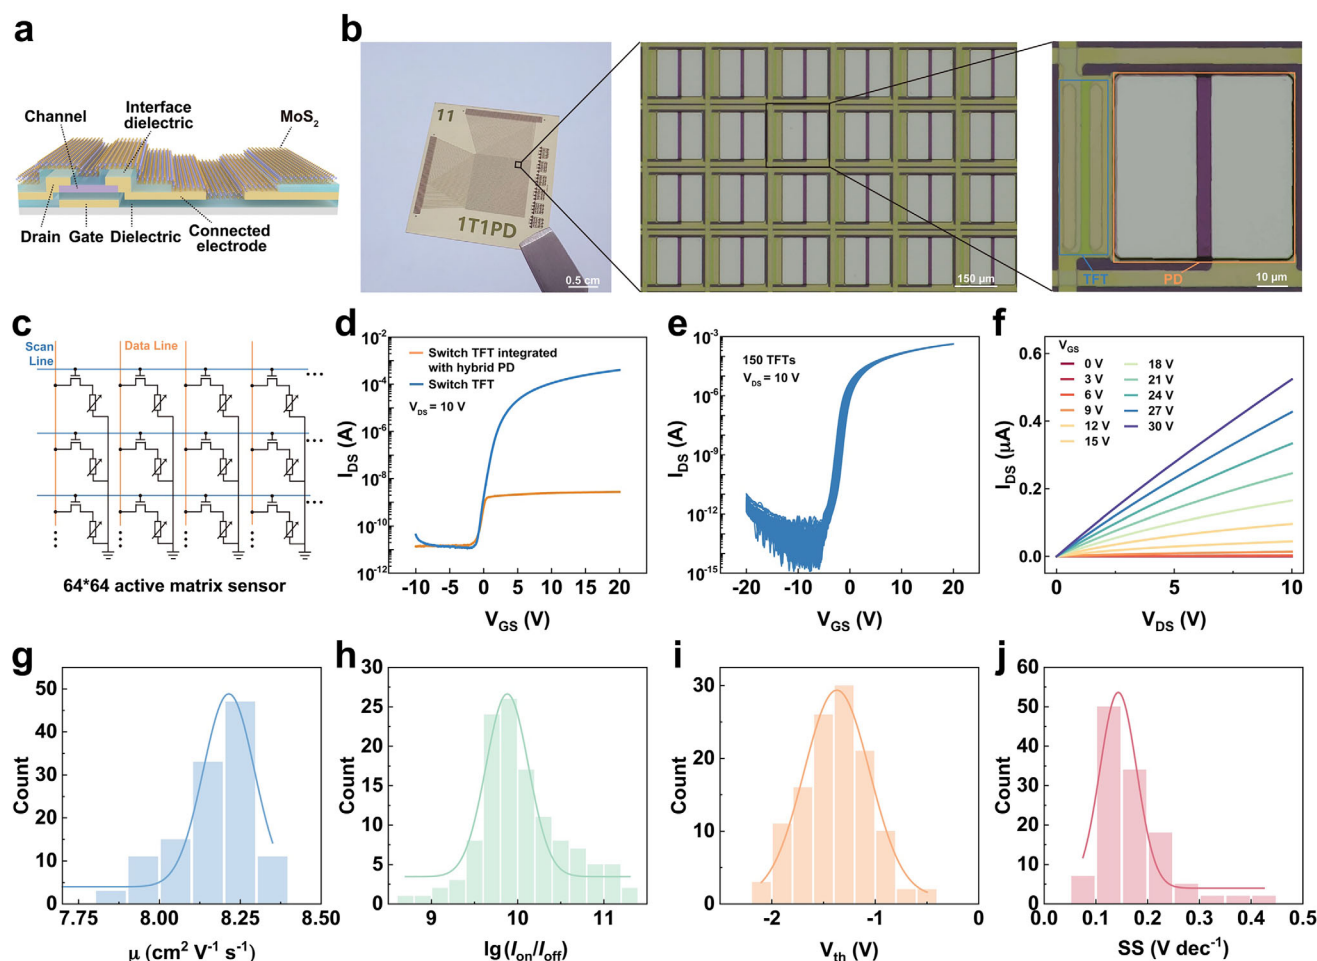 a
Channel
Interface
dielectric
MoS2
Drain
Gate
Dielectric
Connected
electrode
b
11
1T1PD
0.5 cm
150 μm
TFT
PD
10 μm
c
Scan
Line
Data Line
64*64 active matrix sensor
d
10-2
10-4
10-6
10-8
10-10
10-12
IDS (A)
Switch TFT integrated
with hybrid PD
Switch TFT
VDS = 10 V
-10 -5 0 5 10 15 20
VGS (V)
e
10-3
10-5
10-7
10-9
10-12
10-13
10-15
IDS (A)
150 TFTs
VDS = 10 V
-20 -10 0 10 20
VGS (V)
f
0.6
0.4
0.2
0.0
IDS (μA)
VGS
0 V
3 V
6 V
9 V
12 V
15 V
18 V
21 V
24 V
27 V
30 V
0 5 10
VDS (V)
g
50
40
30
20
10
0
Count
7.75 8.00 8.25 8.50
μ (cm2 V-1 s-1)
h
30
25
20
15
10
5
0
Count
9 10 11
lg(Ion/Ioff)
i
30
20
10
0
Count
-2 -1 0
Vth (V)
j
60
50
40
30
20
10
0
Count
0.0 0.1 0.2 0.3 0.4 0.5
SS (V dec-1)